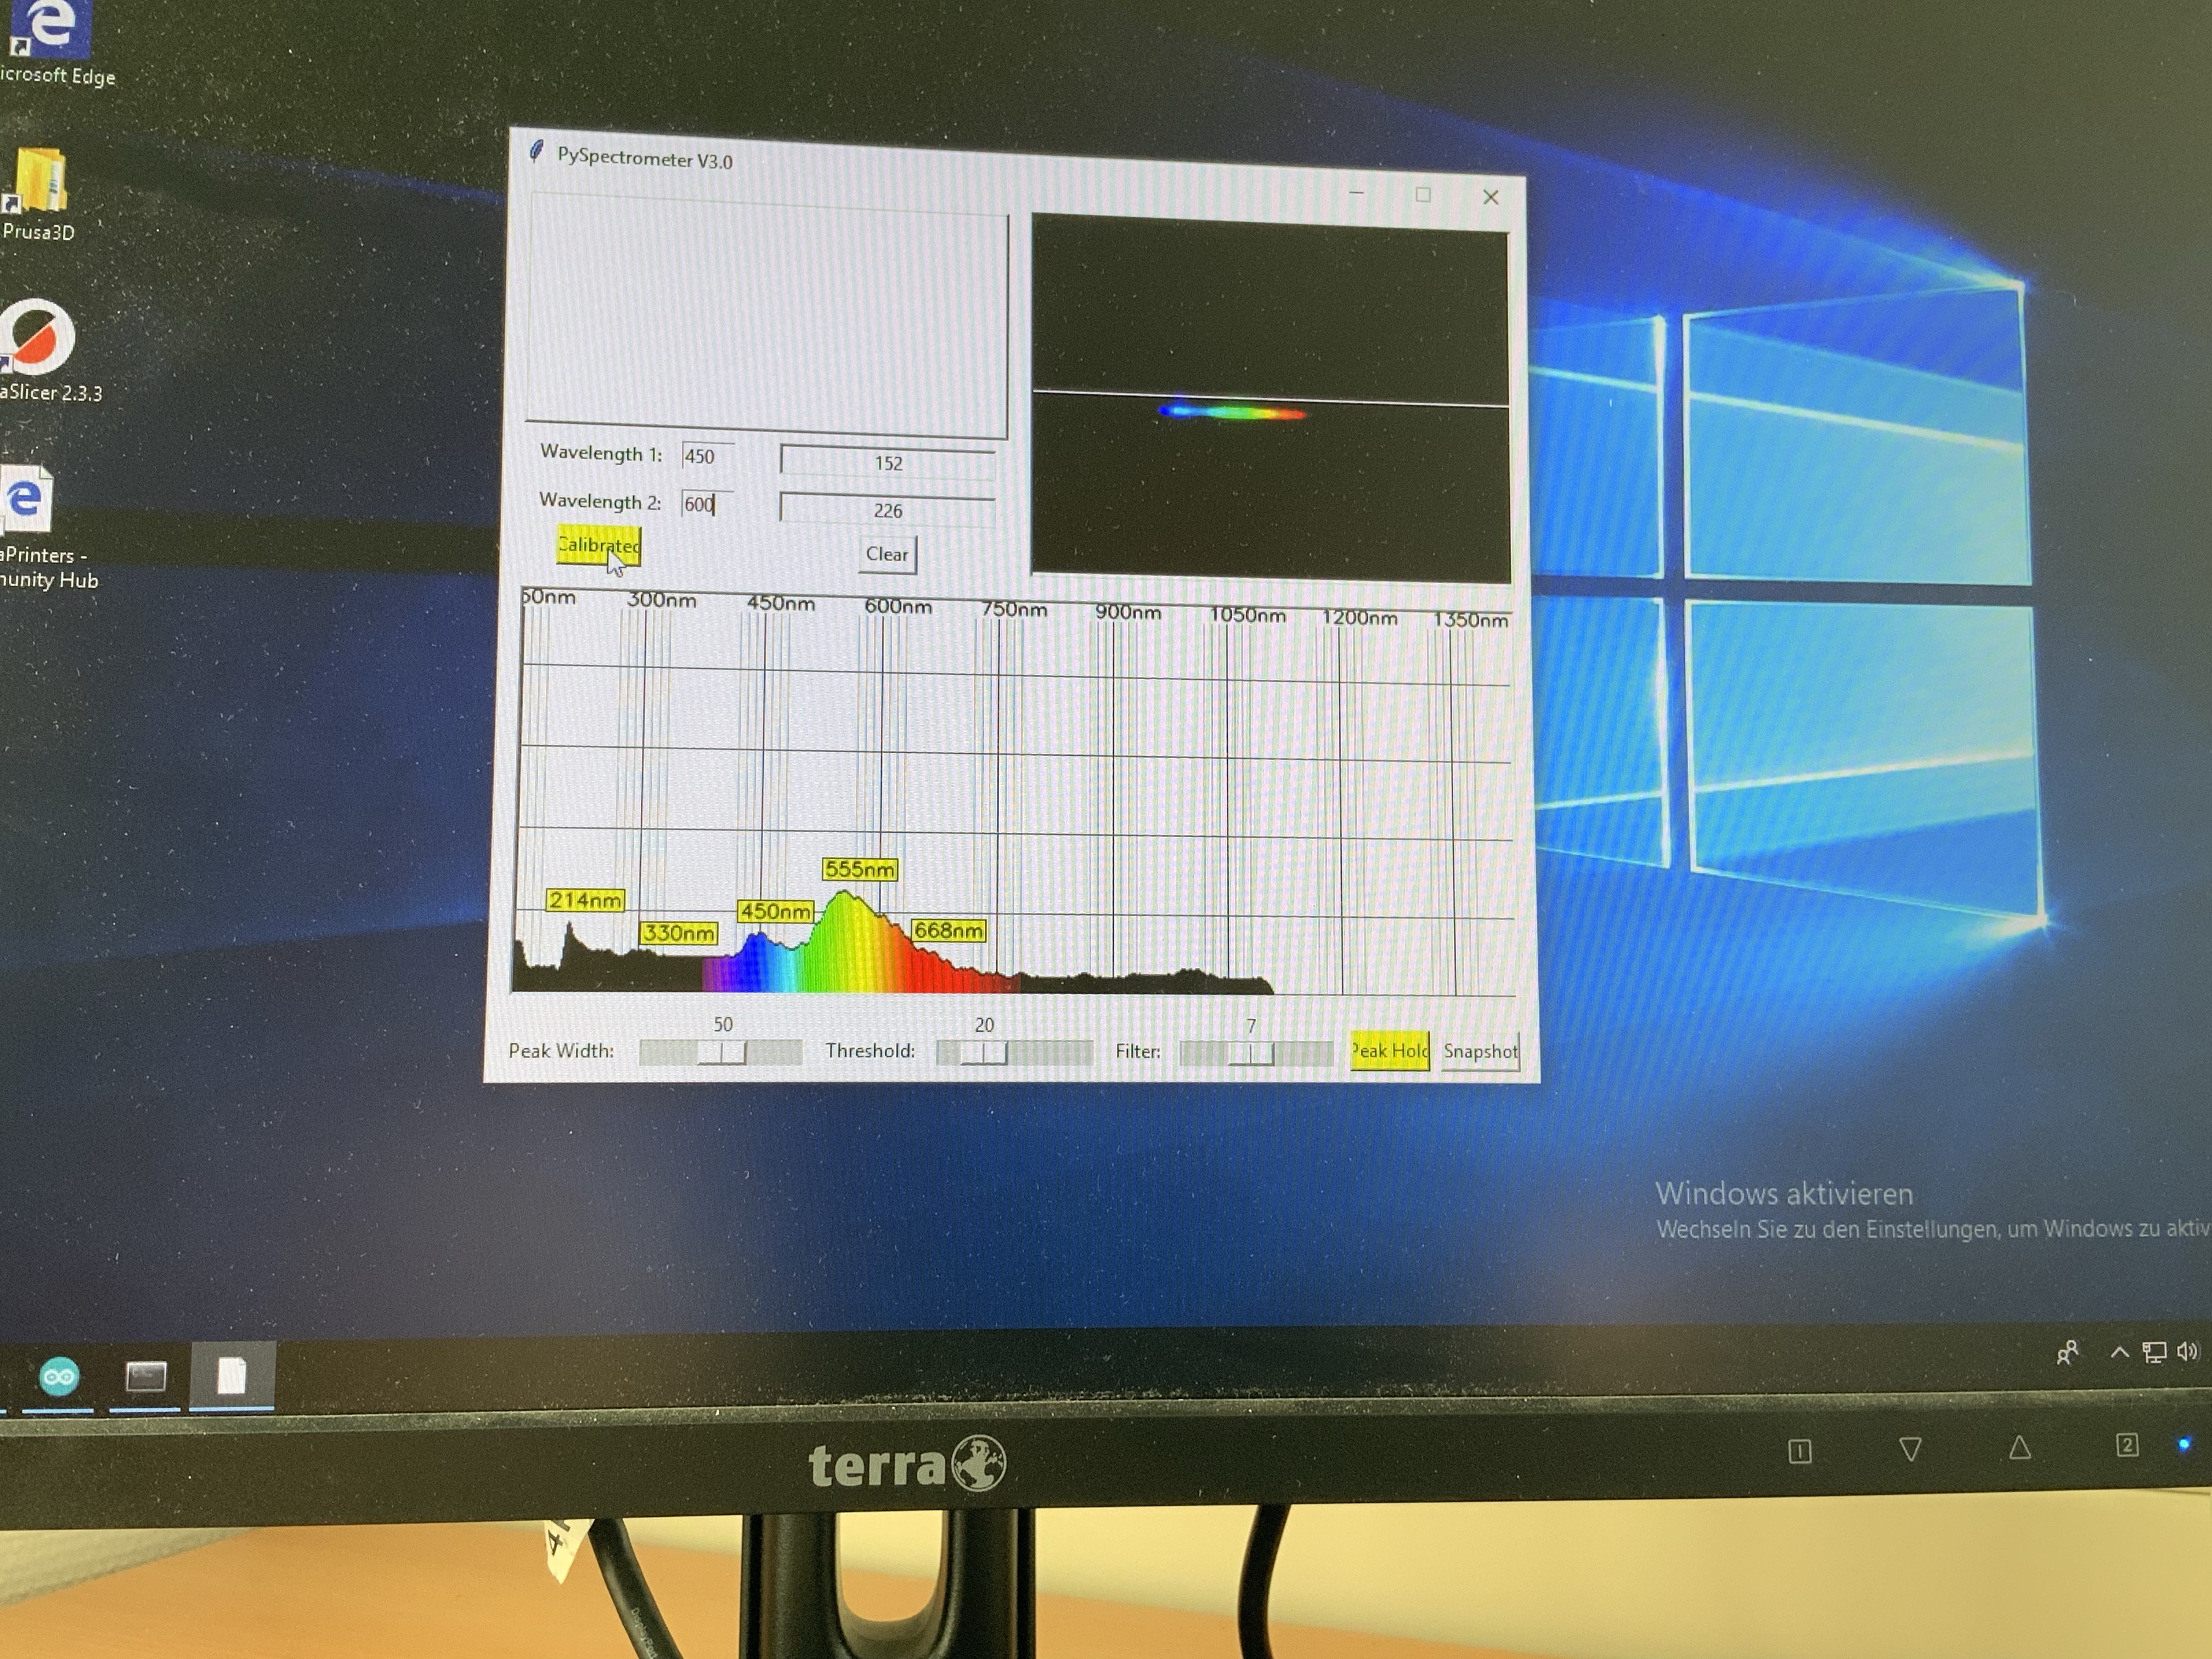 icrosoft Edge
Prusa3D
aSlicer 2.3.3
aPrinters -
nunity Hub
PySpectrometer V3.0
Wavelength 1: 450 152
Wavelength 2: 600 226
Calibrated
Clear
50nm 300nm 450nm 600nm 750nm 900nm 1050nm 1200nm 1350nm
555nm
214nm 450nm
330nm 668nm
50 20 7
Peak Width: Threshold: Filter: Peak Hold Snapshot
Windows aktivieren
Wechseln Sie zu den Einstellungen, um Windows zu aktiv
terra
1 2